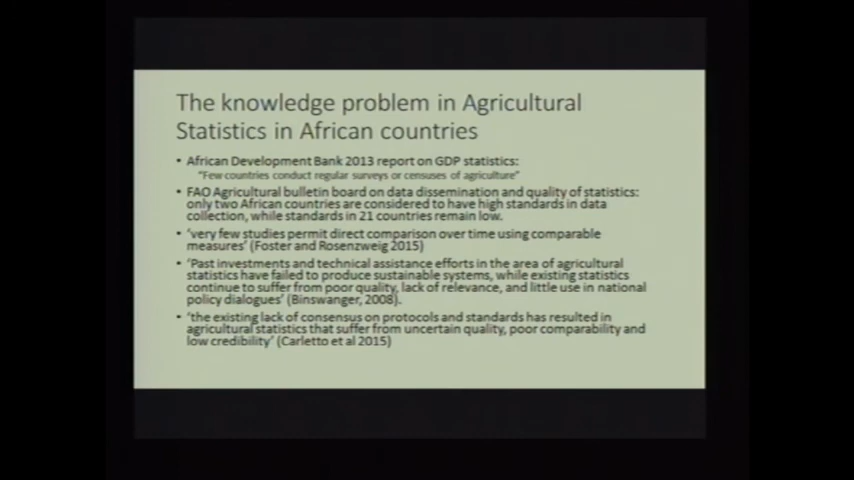 The knowledge problem in Agricultural
Statistics in African countries
• African Development Bank 2013 report on GDP statistics:
"Few countries conduct regular surveys or censuses of agriculture"
• FAO Agricultural bulletin board on data dissemination and quality of statistics:
only two African countries are considered to have high standards in data
collection, while standards in 21 countries remain low.
• 'very few studies permit direct comparison over time using comparable
measures' (Foster and Rosenzweig 2015)
• 'Past investments and technical assistance efforts in the area of agricultural
statistics have failed to produce sustainable systems, while existing statistics
continue to suffer from poor quality, lack of relevance, and little use in national
policy dialogues' (Binswanger, 2008).
• 'the existing lack of consensus on protocols and standards has resulted in
agricultural statistics that suffer from uncertain quality, poor comparability and
low credibility' (Carletto et al 2015)